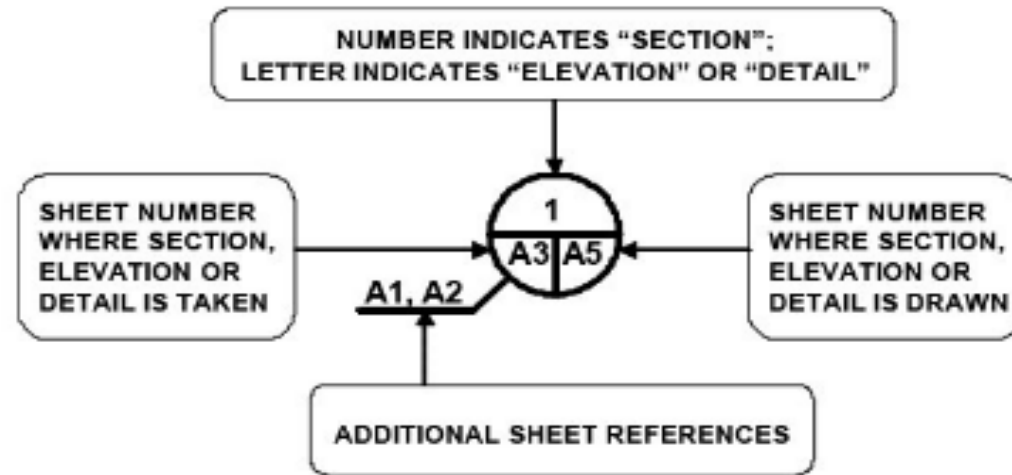 NUMBER INDICATES “SECTION”;
LETTER INDICATES “ELEVATION” OR “DETAIL”
SHEET NUMBER
WHERE SECTION,
ELEVATION OR
DETAIL IS TAKEN
1
A3 A5
A1, A2
SHEET NUMBER
WHERE SECTION,
ELEVATION OR
DETAIL IS DRAWN
ADDITIONAL SHEET REFERENCES